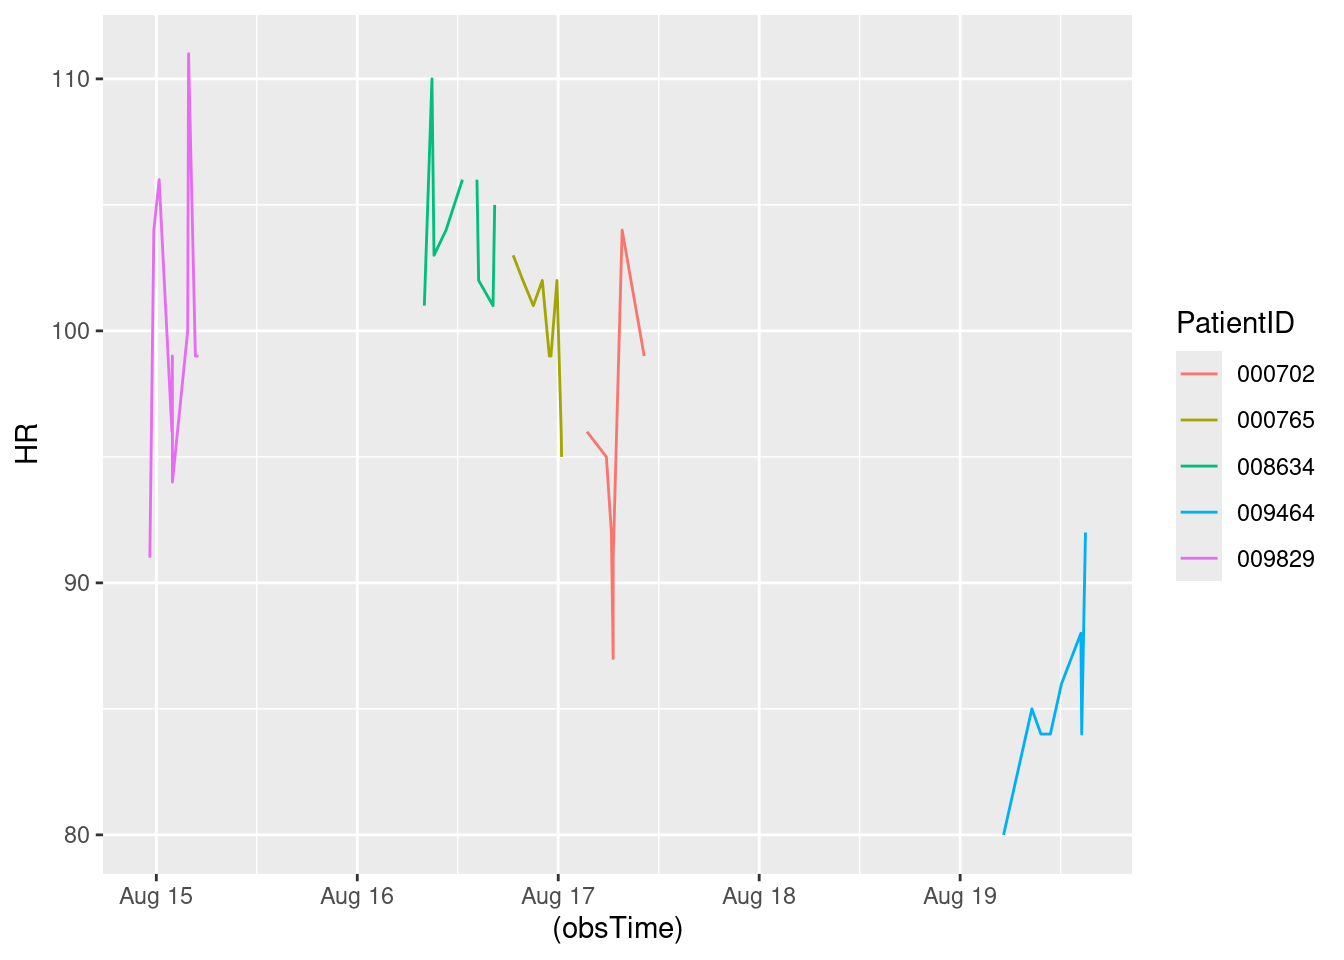 110
100
90
80
HR
Aug 15
Aug 16
Aug 17
Aug 18
Aug 19
(obsTime)
PatientID
000702
000765
008634
009464
009829